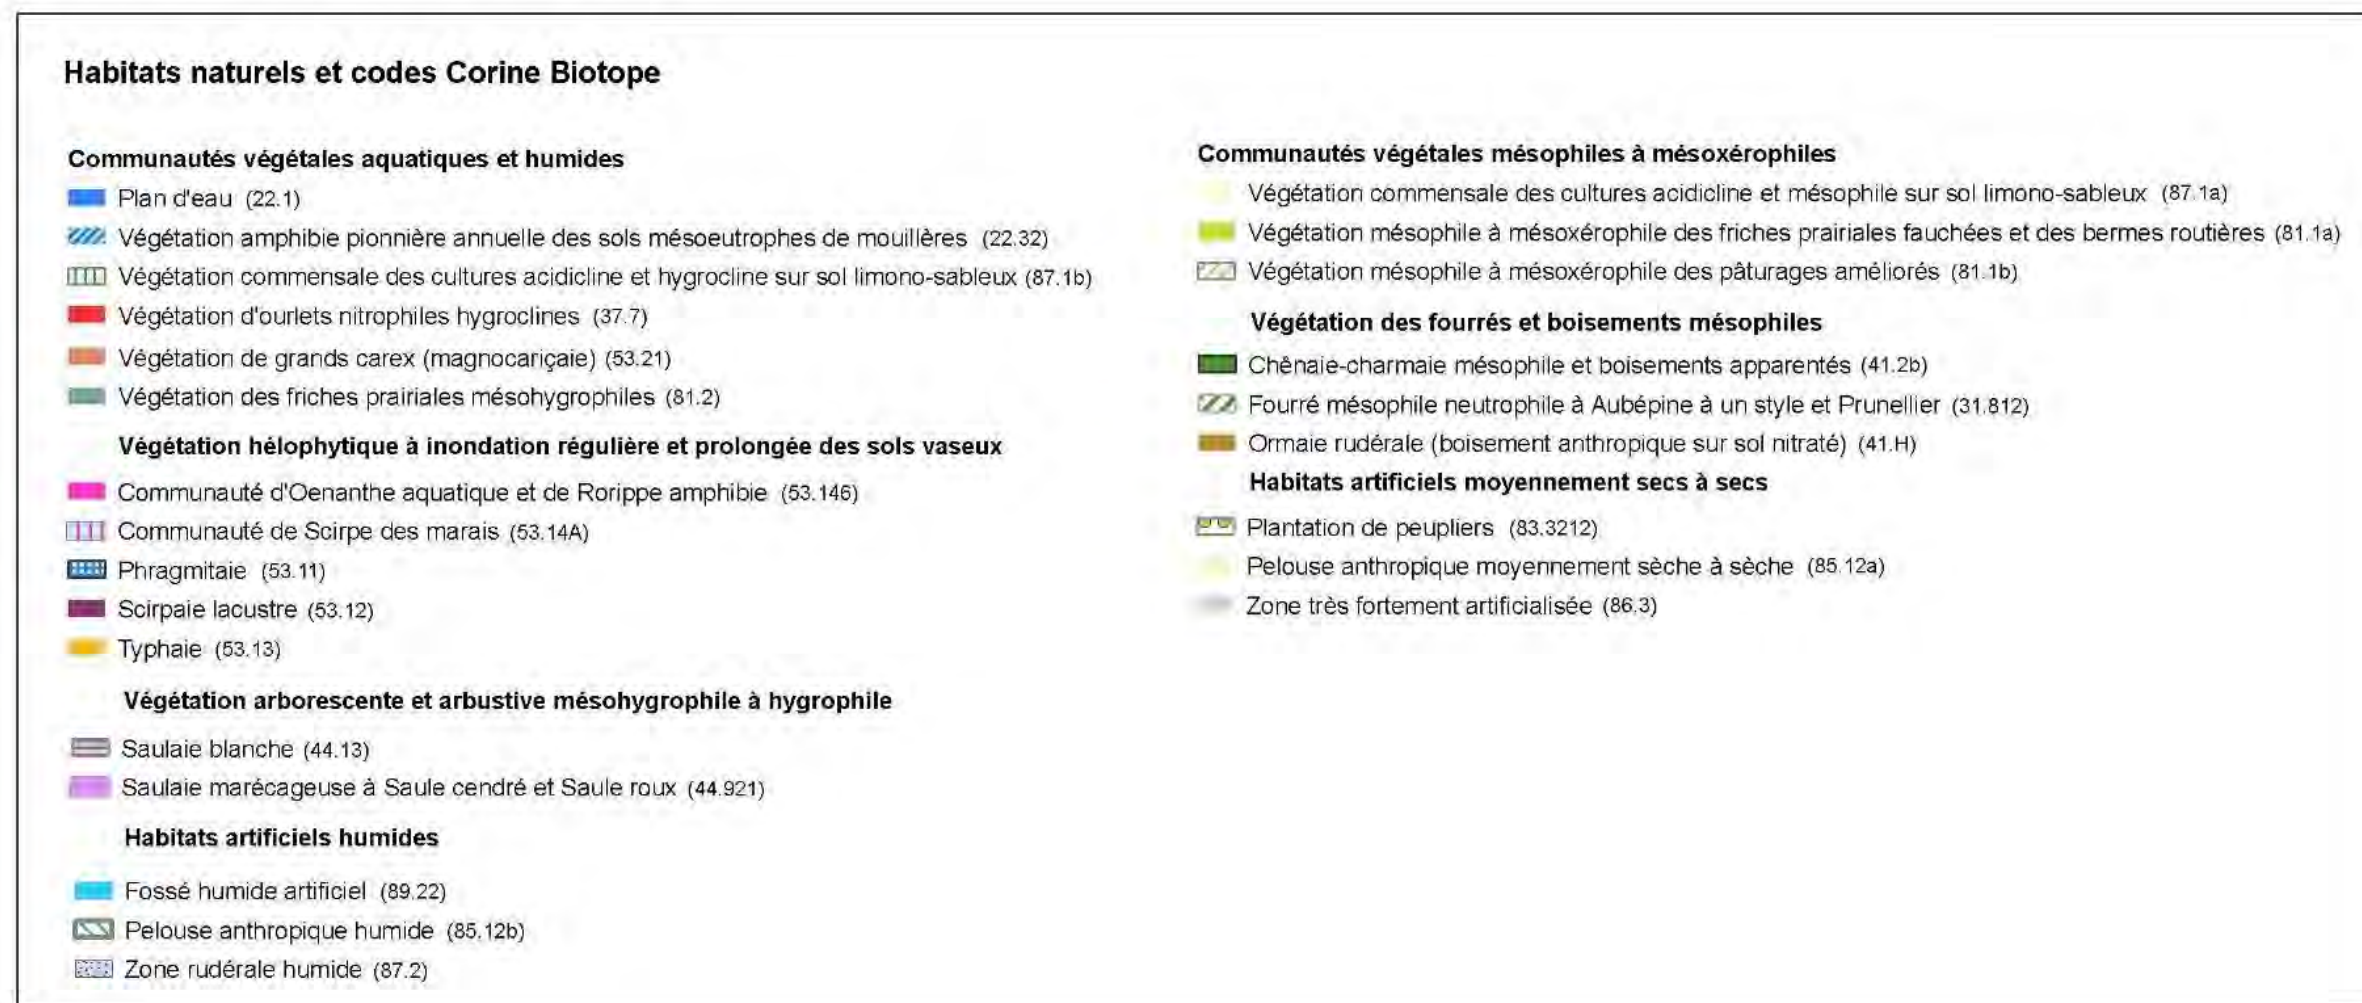 Habitats naturels et codes Corine Biotope
Communautés végétales aquatiques et humides
Plan d'eau (22.1)
Végétation amphibie pionnière annuelle des sols mésoeutrophes de mouillères (22.32)
Végétation commensale des cultures acidicline et hygrocline sur sol limono-sableux (87.1b)
Végétation d'ourlets nitrophiles hygroclines (37.7)
Végétation de grands carex (magnocariçaie) (53.21)
Végétation des friches prairiales mésohygrophiles (81.2)
Végétation hélophytique à inondation régulière et prolongée des sols vaseux
Communauté d'Oenanthe aquatique et de Rorippe amphibie (53.146)
Communauté de Scirpe des marais (53.14A)
Phragmitaie (53.11)
Scirpaie lacustre (53.12)
Typhaie (53.13)
Végétation arborescente et arbustive mésohygrophile à hygrophile
Saulaie blanche (44.13)
Saulaie marécageuse à Saule cendré et Saule roux (44.921)
Habitats artificiels humides
Fossé humide artificiel (89.22)
Pelouse anthropique humide (85.12b)
Zone rudérale humide (87.2)
Communautés végétales mésophiles à mésoxérophiles
Végétation commensale des cultures acidicline et mésophile sur sol limono-sableux (87.1a)
Végétation mésophile à mésoxérophile des friches prairiales fauchées et des bermes routières (81.1a)
Végétation mésophile à mésoxérophile des pâturages améliorés (81.1b)
Végétation des fourrés et boisements mésophiles
Chênaie-charmaie mésophile et boisements apparentés (41.2b)
Fourré mésophile neutrophile à Aubépine à un style et Prunellier (31.812)
Ormaie rudérale (boisement anthropique sur sol nitraté) (41.H)
Habitats artificiels moyennement secs à secs
Plantation de peupliers (83.3212)
Pelouse anthropique moyennement sèche à sèche (85.12a)
Zone très fortement artificialisée (86.3)